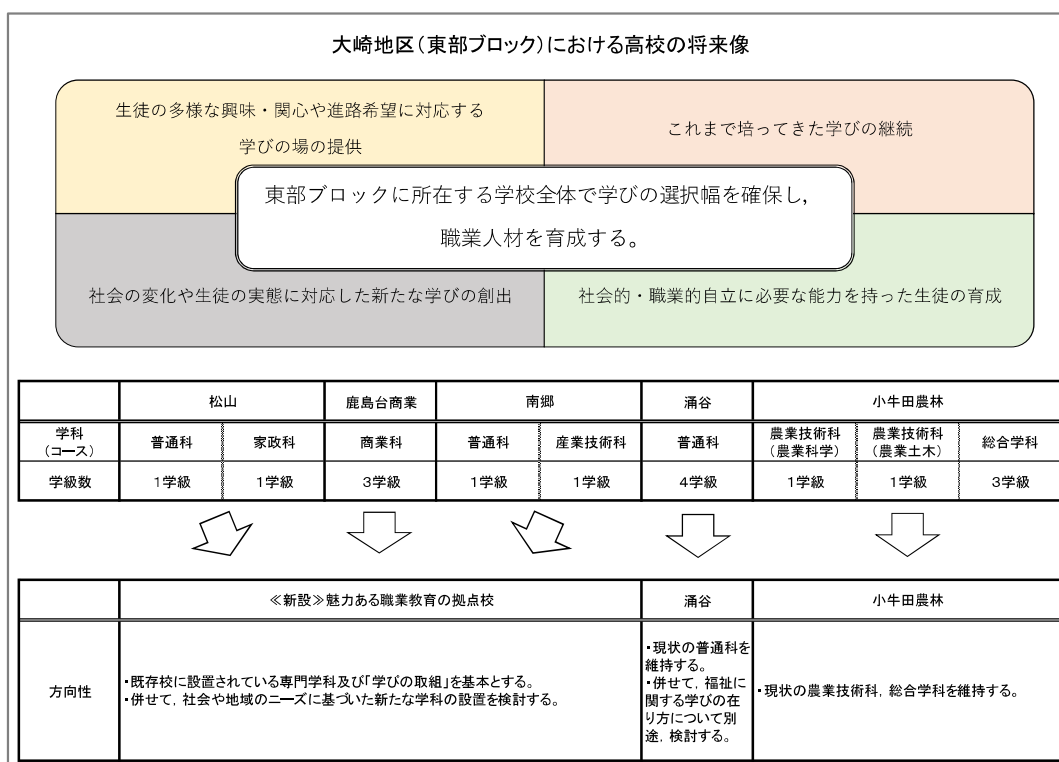 大崎地区(東部ブロック)における高校の将来像
生徒の多様な興味・関心や進路希望に対応する
学びの場の提供
これまで培ってきた学びの継続
東部ブロックに所在する学校全体で学びの選択幅を確保し,
職業人材を育成する。
社会の変化や生徒の実態に対応した新たな学びの創出
社会的・職業的自立に必要な能力を持った生徒の育成
松山 鹿島台商業 南郷 涌谷 小牛田農林
学科
(コース)
普通科 家政科 商業科 普通科 産業技術科 普通科
農業技術科
(農業科学)
農業技術科
(農業土木)
総合学科
学級数 1学級 1学級 3学級 1学級 1学級 4学級 1学級 1学級 3学級
≪新設≫魅力ある職業教育の拠点校 涌谷 小牛田農林
方向性
・既存校に設置されている専門学科及び「学びの取組」を基本とする。
・併せて, 社会や地域のニーズに基づいた新たな学科の設置を検討する。
・現状の普通科を
維持する。
・併せて, 福祉に
関する学びの在
り方について別
途, 検討する。
・現状の農業技術科, 総合学科を維持する。